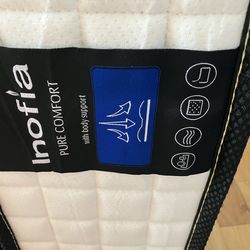 Inofia
PURE COMFORT
with body support